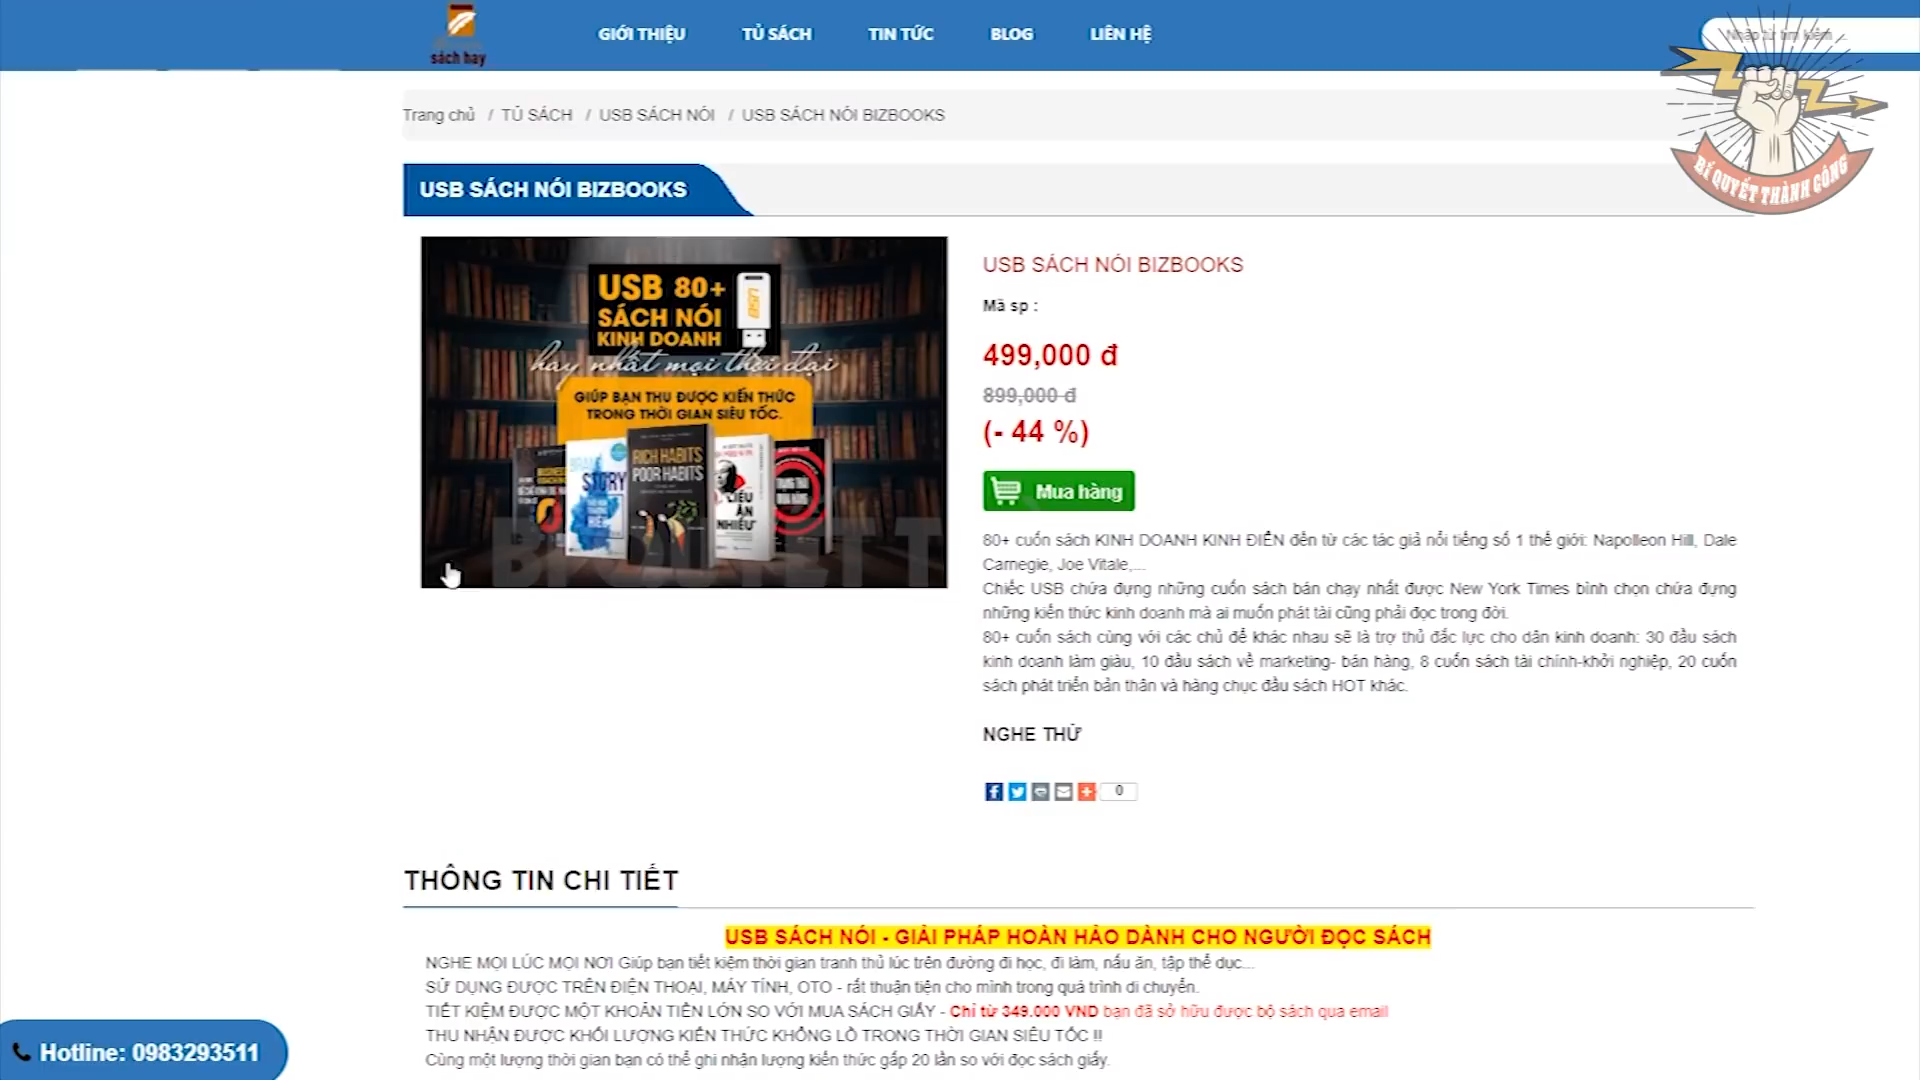 sách hay
GIỚI THIỆU
TỦ SÁCH
TIN TỨC
BLOG
LIÊN HỆ
Nhập từ tìm kiếm...
BÍ QUYẾT THÀNH CÔNG
Trang chủ / TỦ SÁCH / USB SÁCH NÓI / USB SÁCH NÓI BIZBOOKS
USB SÁCH NÓI BIZBOOKS
USB 80+
SÁCH NÓI
KINH DOANH
USB
hay nhất mọi thời đại
GIÚP BẠN THU ĐƯỢC KIẾN THỨC
TRONG THỜI GIAN SIÊU TỐC.
STORY
RICH HABITS
POOR HABITS
LIỀU
ĂN
NHIỀU
USB SÁCH NÓI BIZBOOKS
Mã sp :
499,000 đ
899,000 đ
(- 44 %)
Mua hàng
80+ cuốn sách KINH DOANH KINH ĐIỂN đến từ các tác giả nổi tiếng số 1 thế giới: Napolleon Hill, Dale
Carnegie, Joe Vitale,...
Chiếc USB chứa đựng những cuốn sách bán chạy nhất được New York Times bình chọn chứa đựng
những kiến thức kinh doanh mà ai muốn phát tài cũng phải đọc trong đời.
80+ cuốn sách cùng với các chủ đề khác nhau sẽ là trợ thủ đắc lực cho dân kinh doanh: 30 đầu sách
kinh doanh làm giàu, 10 đầu sách về marketing- bán hàng, 8 cuốn sách tài chính-khởi nghiệp, 20 cuốn
sách phát triển bản thân và hàng chục đầu sách HOT khác.
NGHE THỬ
0
THÔNG TIN CHI TIẾT
USB SÁCH NÓI - GIẢI PHÁP HOÀN HẢO DÀNH CHO NGƯỜI ĐỌC SÁCH
NGHE MỌI LÚC MỌI NƠI Giúp bạn tiết kiệm thời gian tranh thủ lúc trên đường đi học, đi làm, nấu ăn, tập thể dục...
SỬ DỤNG ĐƯỢC TRÊN ĐIỆN THOẠI, MÁY TÍNH, OTO - rất thuận tiện cho mình trong quá trình di chuyển.
TIẾT KIỆM ĐƯỢC MỘT KHOẢN TIỀN LỚN SO VỚI MUA SÁCH GIẤY - Chỉ từ 349.000 VND bạn đã sở hữu được bộ sách qua email
THU NHẬN ĐƯỢC KHỐI LƯỢNG KIẾN THỨC KHỔNG LỒ TRONG THỜI GIAN SIÊU TỐC !!
Cùng một lượng thời gian bạn có thể ghi nhận lượng kiến thức gấp 20 lần so với đọc sách giấy.
Hotline: 0983293511